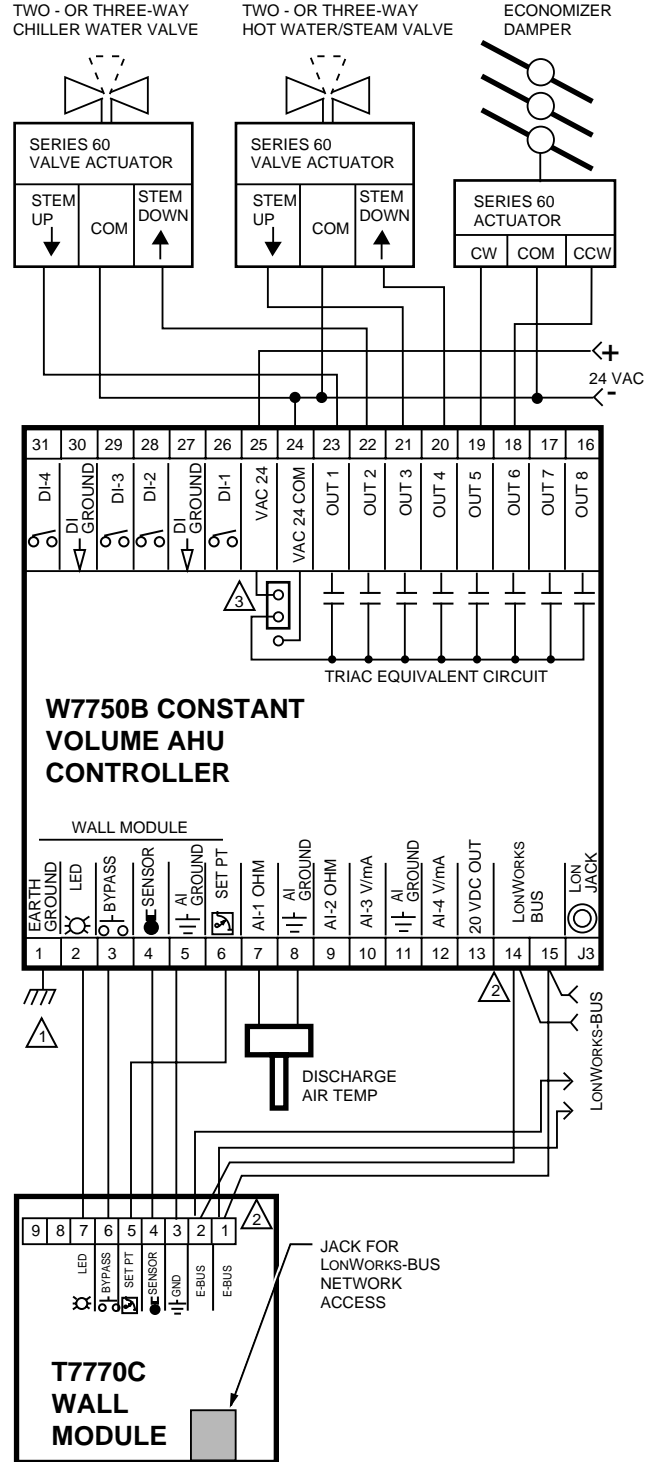 TWO - OR THREE-WAY
CHILLER WATER VALVE
TWO - OR THREE-WAY
HOT WATER/STEAM VALVE
ECONOMIZER
DAMPER
SERIES 60
VALVE ACTUATOR
STEM
UP
COM
STEM
DOWN
SERIES 60
VALVE ACTUATOR
STEM
UP
COM
STEM
DOWN
SERIES 60
ACTUATOR
CW COM CCW
+
24 VAC
-
31 30 29 28 27 26 25 24 23 22 21 20 19 18 17 16
DI-4
DI
GROUND
DI-3
DI-2
DI
GROUND
DI-1
VAC 24
VAC 24 COM
OUT 1
OUT 2
OUT 3
OUT 4
OUT 5
OUT 6
OUT 7
OUT 8
3
TRIAC EQUIVALENT CIRCUIT
W7750B CONSTANT
VOLUME AHU
CONTROLLER
WALL MODULE
EARTH
GROUND
LED
BYPASS
SENSOR
AI
GROUND
SET PT
AI-1 OHM
AI
GROUND
AI-2 OHM
AI-3 V/mA
AI
GROUND
AI-4 V/mA
20 VDC OUT
LONWORKS
BUS
LON
JACK
1 2 3 4 5 6 7 8 9 10 11 12 13 14 15 J3
2
1
DISCHARGE
AIR TEMP
LONWORKS-BUS
9 8 7 6 5 4 3 2 1
2
LED
BYPASS
SET PT
SENSOR
GND
E-BUS
E-BUS
JACK FOR
LONWORKS-BUS
NETWORK
ACCESS
T7770C
WALL
MODULE